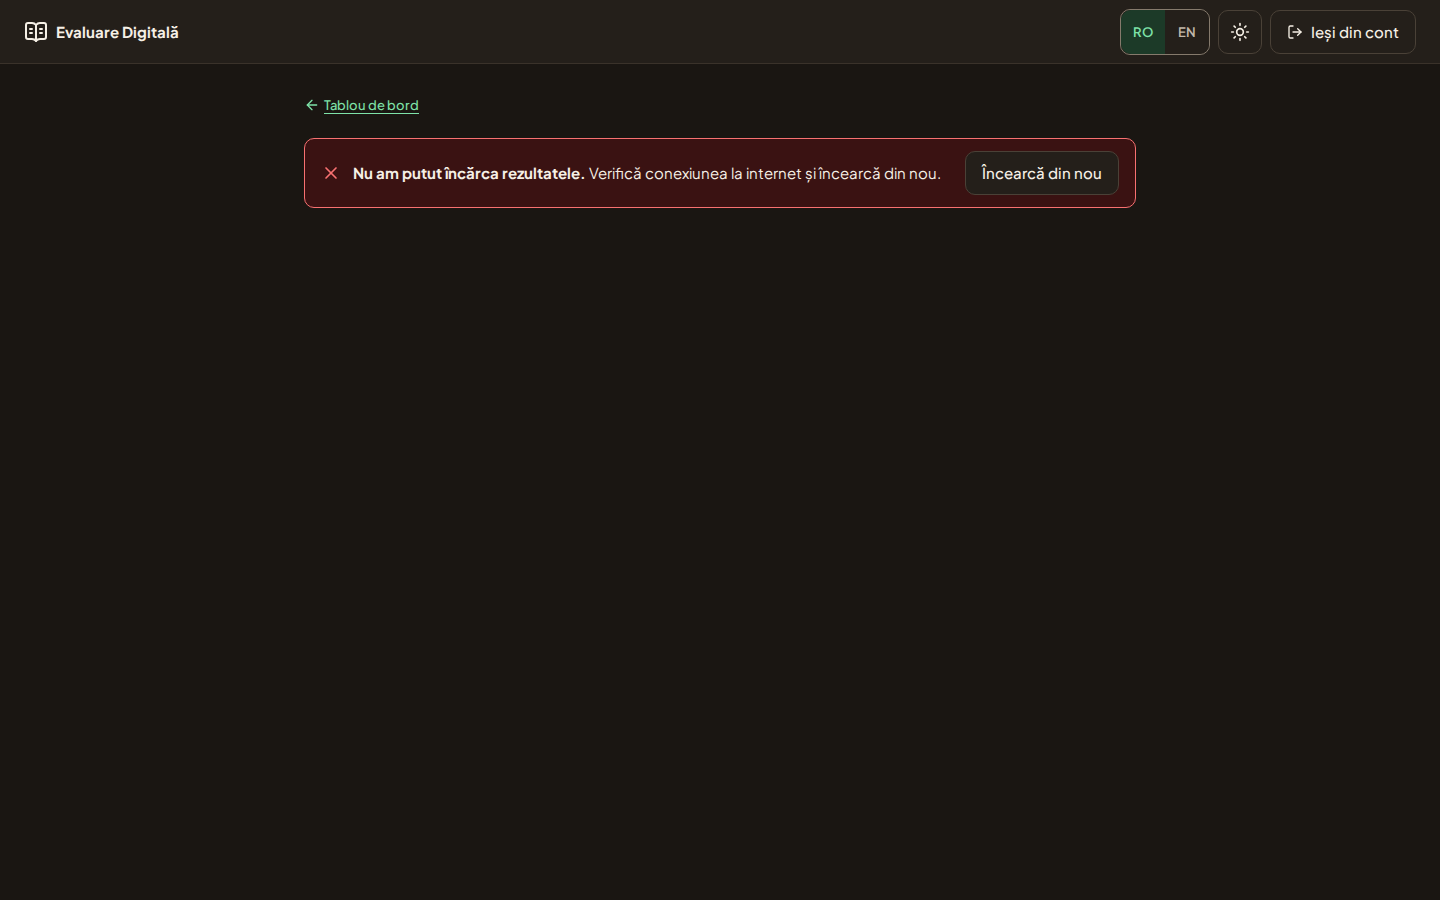 Evaluare Digitală
RO EN Ieși din cont
Tablou de bord
Nu am putut încărca rezultatele. Verifică conexiunea la internet și încearcă din nou. Încearcă din nou